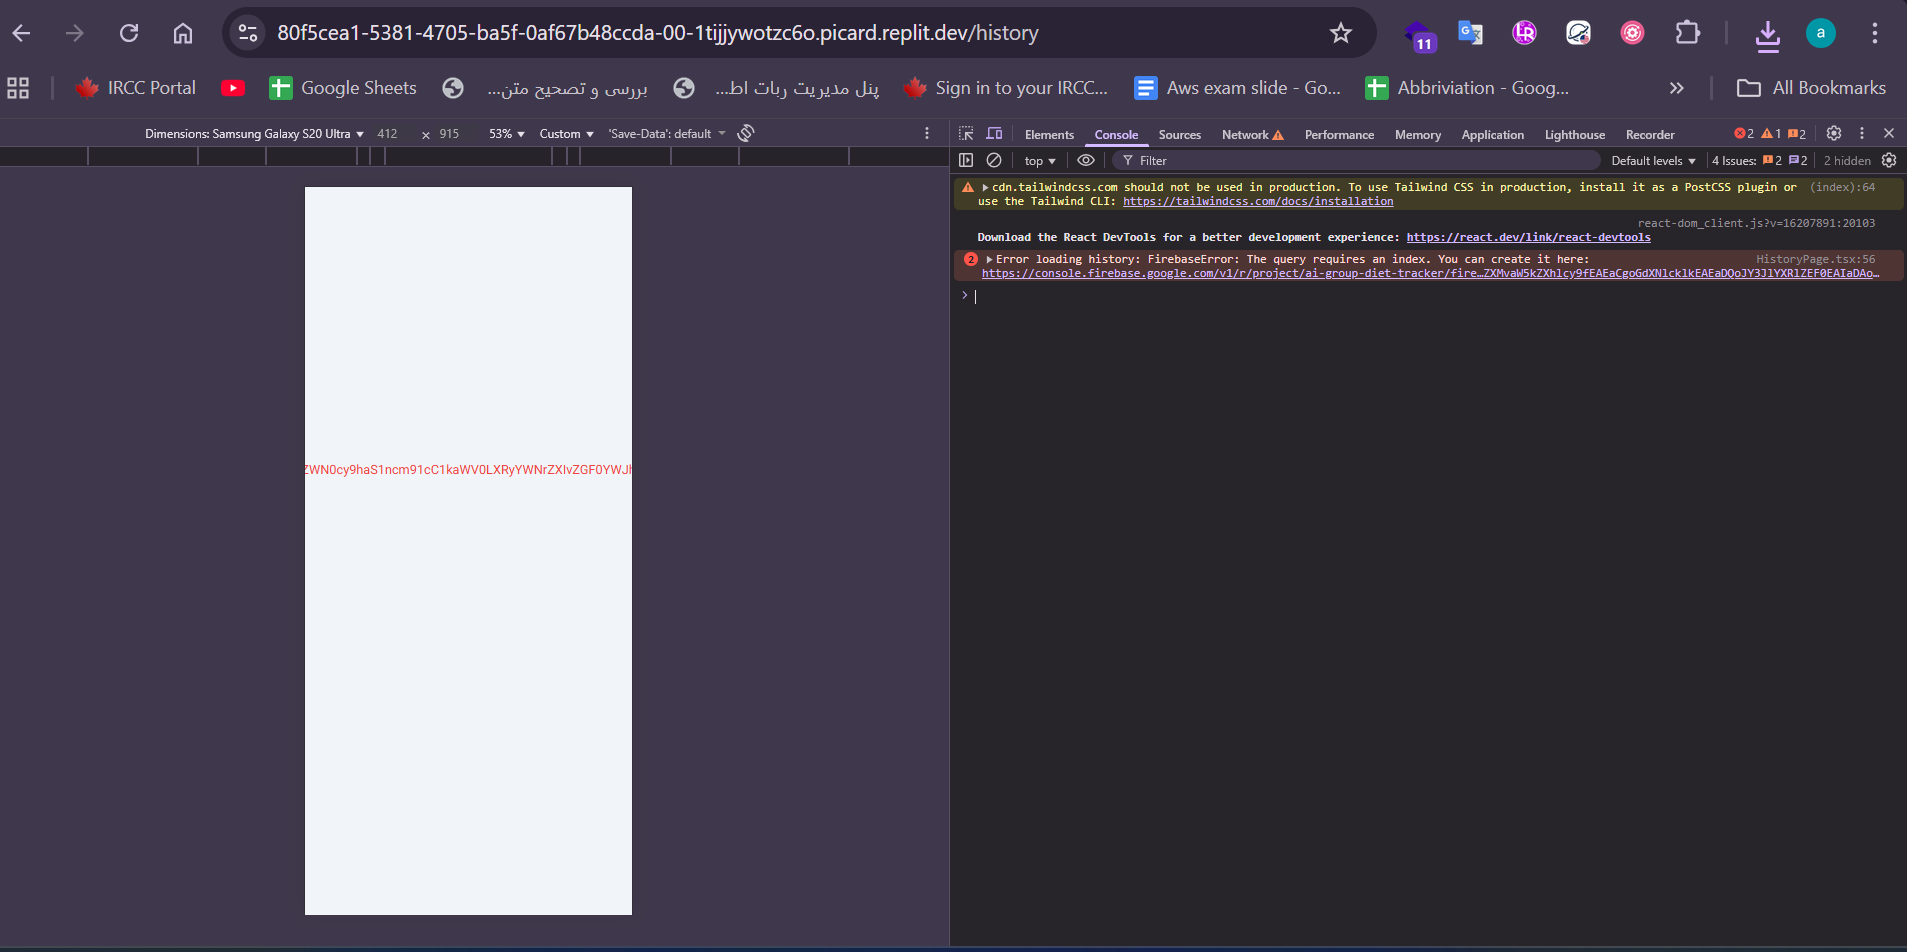 80f5cea1-5381-4705-ba5f-0af67b48ccda-00-1tijjywotzc6o.picard.replit.dev/history
11
a
IRCC Portal
Google Sheets
بررسی و تصحیح متن...
پنل مدیریت ربات اط...
Sign in to your IRCC...
Aws exam slide - Go...
Abbriviation - Goog...
All Bookmarks
Dimensions: Samsung Galaxy S20 Ultra 412 × 915 53% Custom 'Save-Data': default
Elements Console Sources Network Performance Memory Application Lighthouse Recorder 2 1 2
top Filter Default levels 4 Issues: 2 2 2 hidden
cdn.tailwindcss.com should not be used in production. To use Tailwind CSS in production, install it as a PostCSS plugin or (index):64
use the Tailwind CLI: https://tailwindcss.com/docs/installation
react-dom_client.js?v=16207891:20103
Download the React DevTools for a better development experience: https://react.dev/link/react-devtools
2 Error loading history: FirebaseError: The query requires an index. You can create it here: HistoryPage.tsx:56
https://console.firebase.google.com/v1/r/project/ai-group-diet-tracker/fire…ZXMvaW5kZXhlcy9fEAEaCgoGdXNlcklkEAEaDQoJY3JlYXRlZEF0EAIaDAo…
ZWN0cy9haS1ncm91cC1kaWV0LXRyYWNrZXIvZGF0YWJh